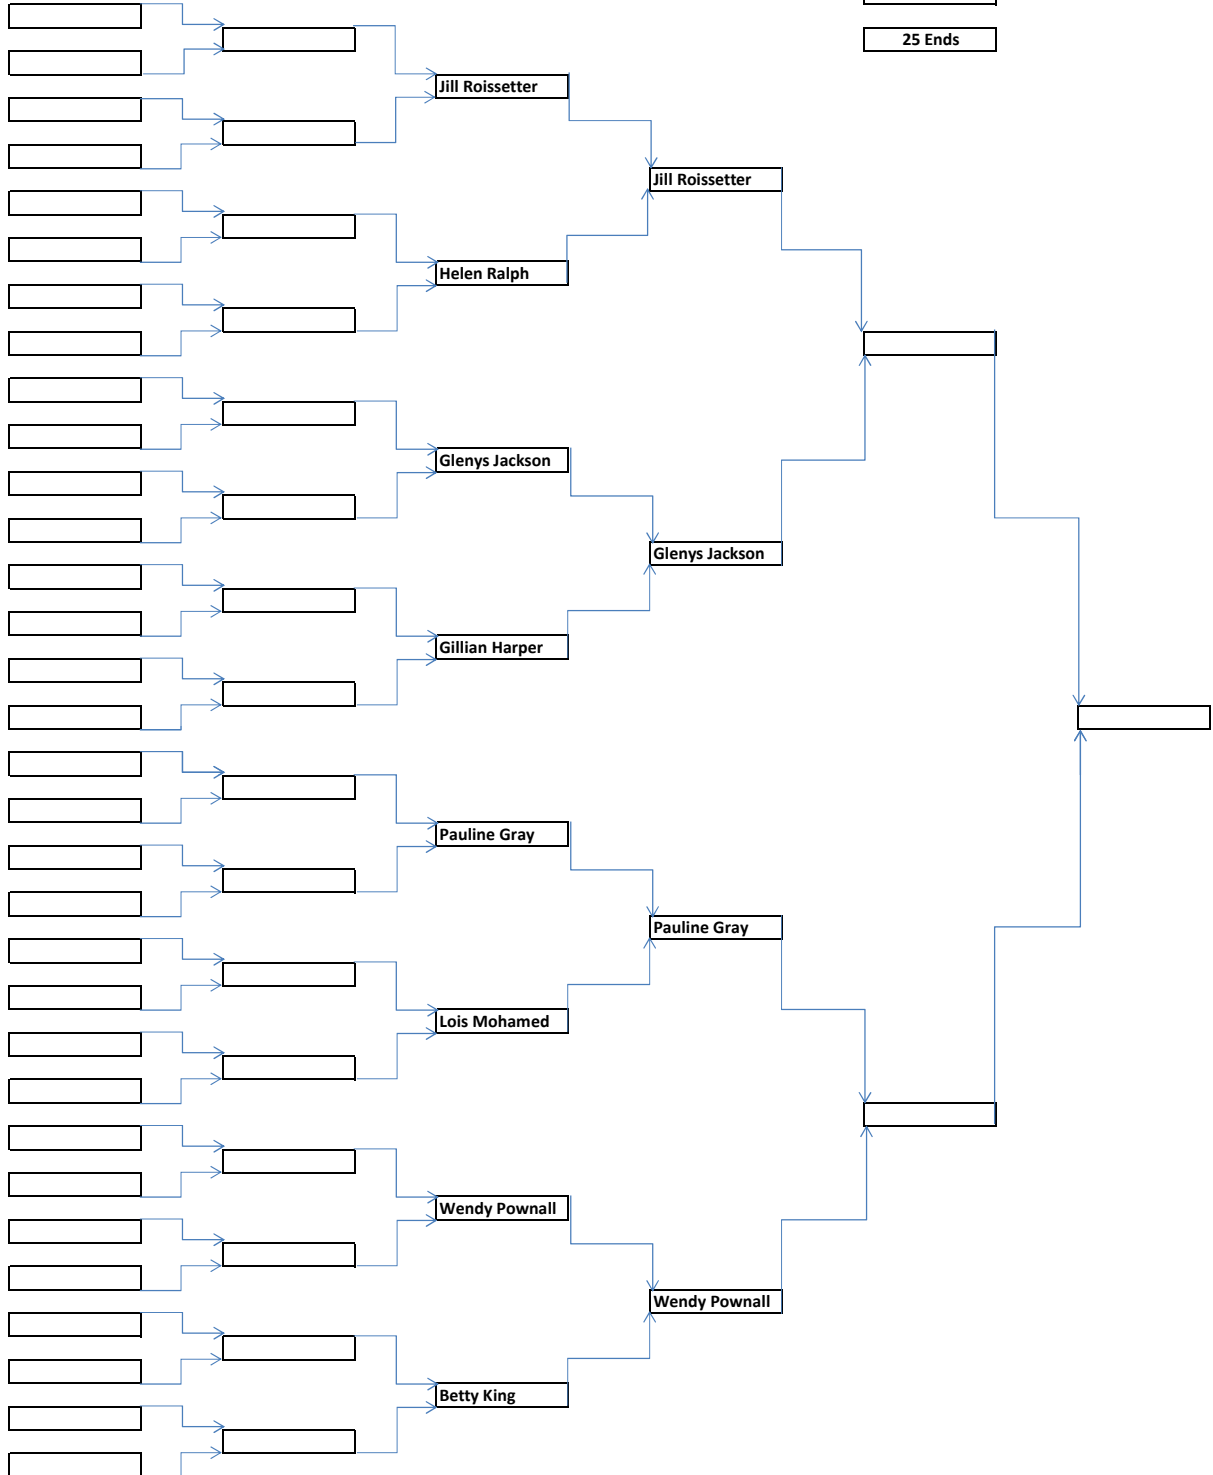 25 Ends
Jill Roissetter
Jill Roissetter
Helen Ralph
Glenys Jackson
Glenys Jackson
Gillian Harper
Pauline Gray
Pauline Gray
Lois Mohamed
Wendy Pownall
Wendy Pownall
Betty King